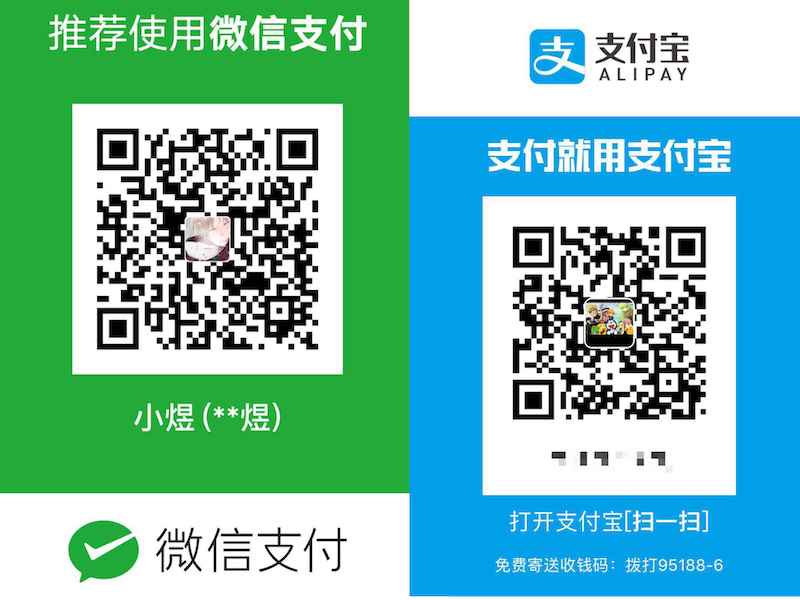 推荐使用微信支付
小煜 (**煜)
微信支付
支付宝
ALIPAY
支付就用支付宝
打开支付宝[扫一扫]
免费寄送收钱码：拨打95188-6